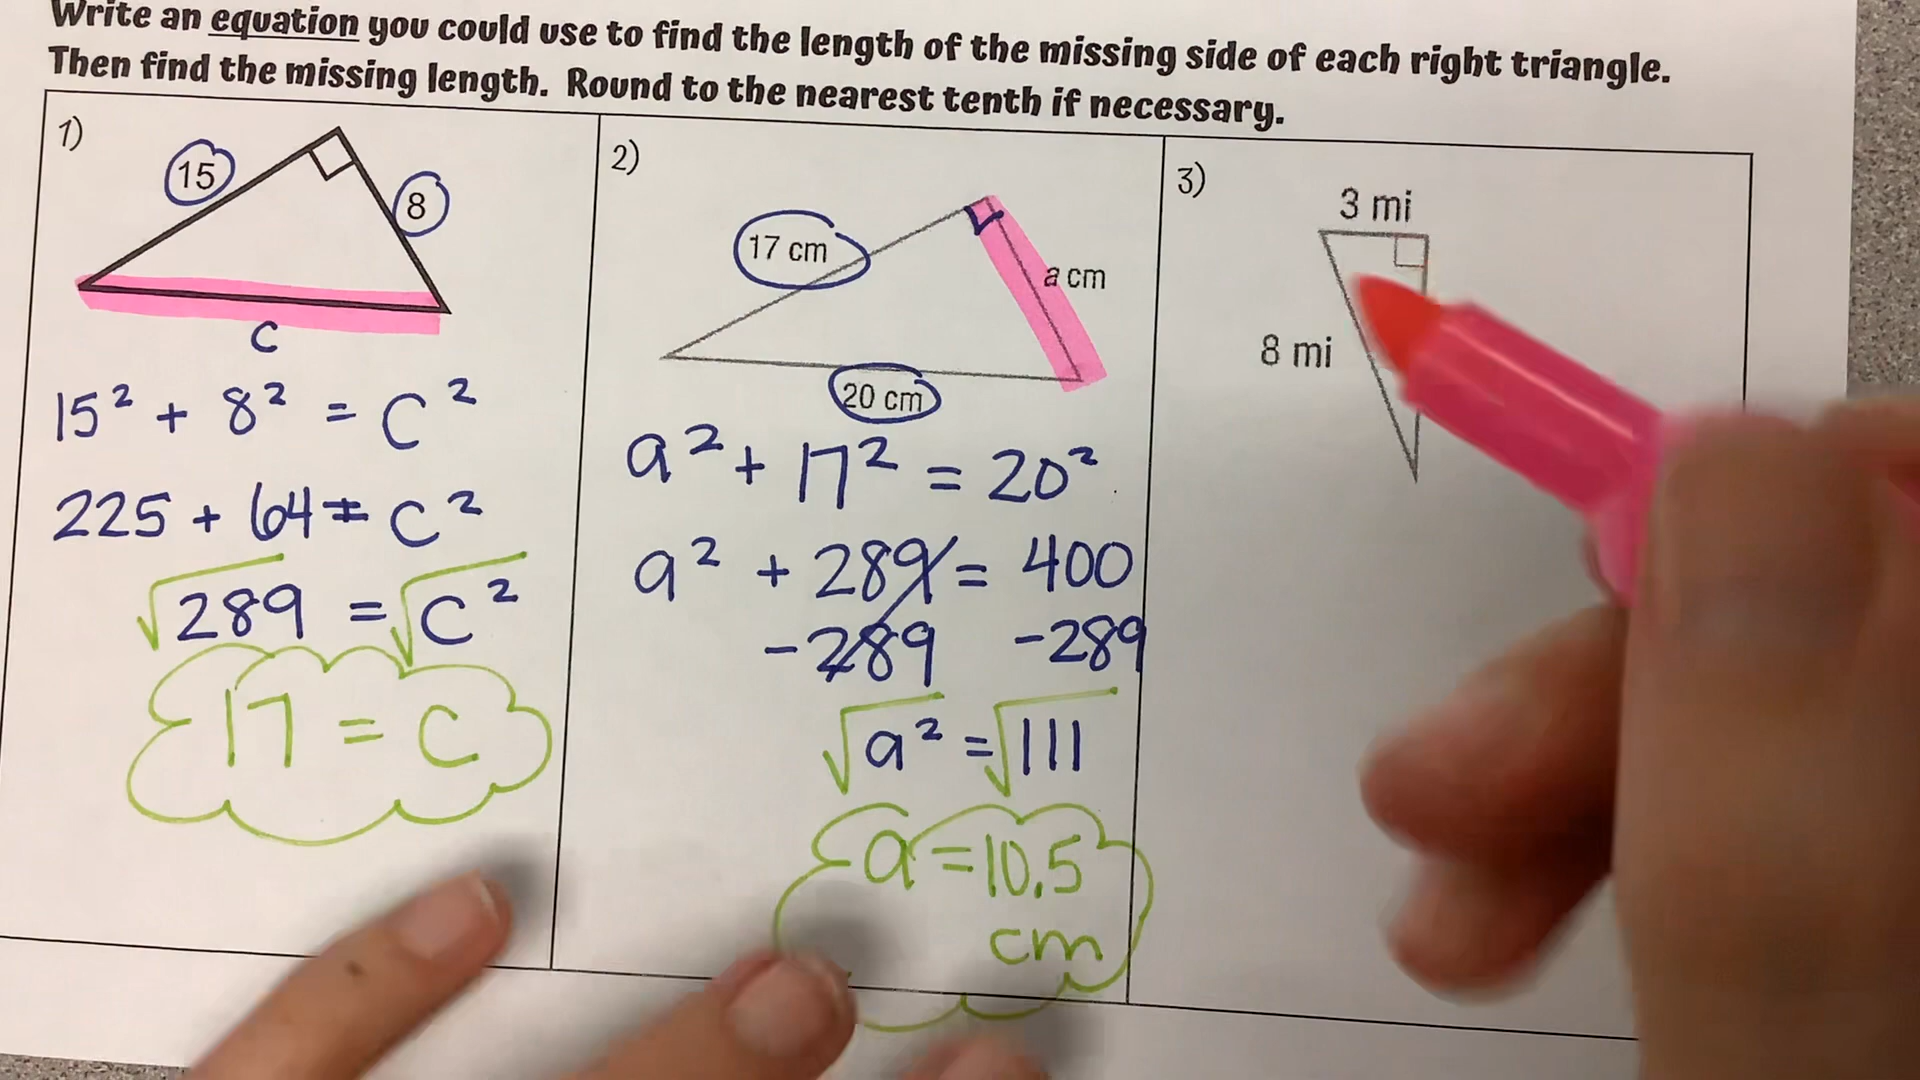 Write an equation you could use to find the length of the missing side of each right triangle.
Then find the missing length. Round to the nearest tenth if necessary.
1)
15
8
C
15² + 8² = C²
225 + 64 = C²
√289 = √C²
17 = C
2)
17 cm
a cm
20 cm
a² + 17² = 20²
a² + 289 = 400
-289 -289
√a² = √111
a = 10.5
cm
3)
3 mi
8 mi